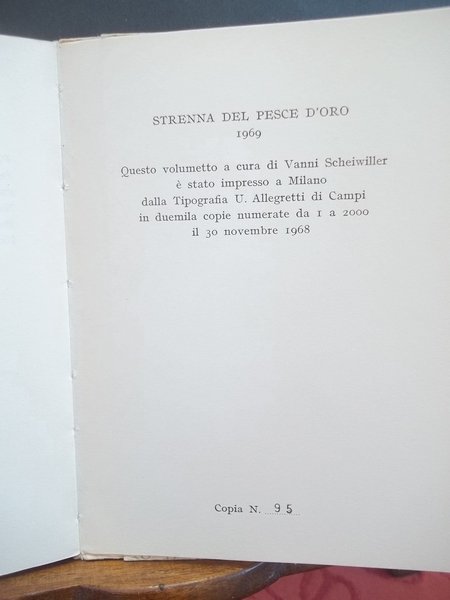 STRENNA DEL PESCE D'ORO
1969
Questo volumetto a cura di Vanni Scheiwiller
è stato impresso a Milano
dalla Tipografia U. Allegretti di Campi
in duemila copie numerate da 1 a 2000
il 30 novembre 1968
Copia N. 95